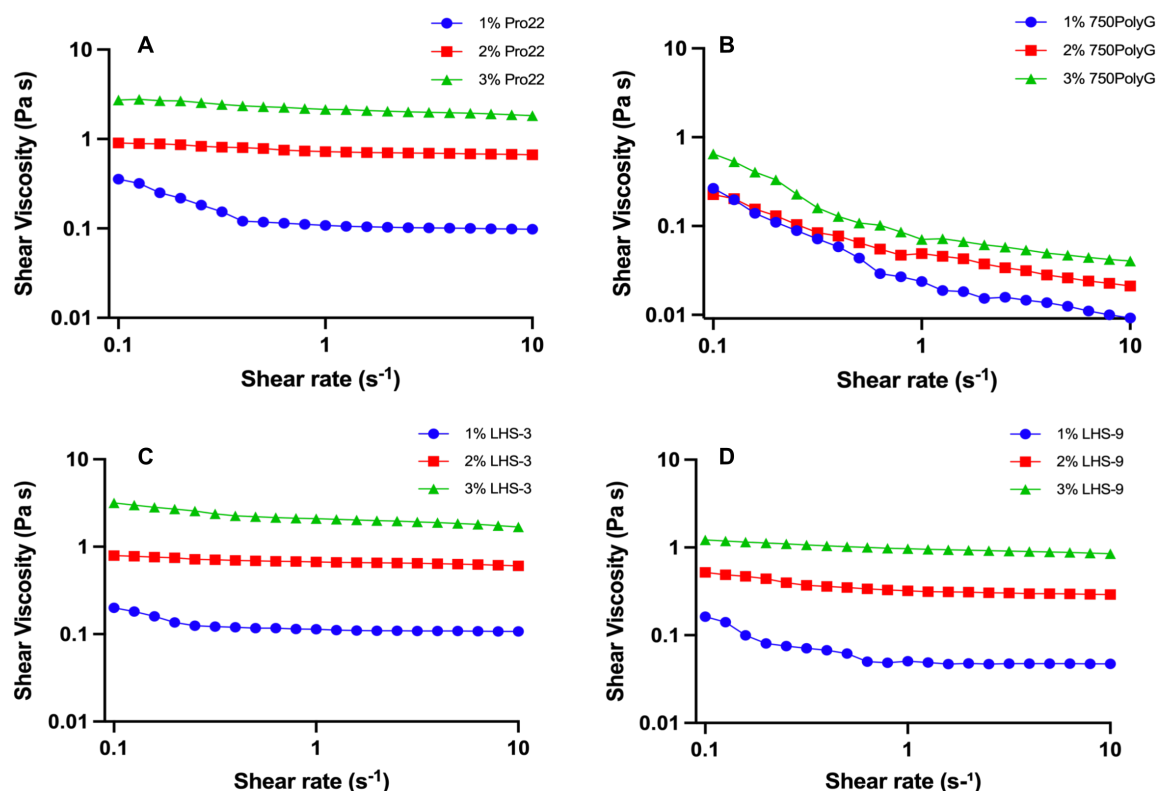 A
1% Pro22
2% Pro22
3% Pro22
Shear Viscosity (Pa s)
10
1
0.1
0.01
0.1
1
10
Shear rate (s-1)
B
1% 750PolyG
2% 750PolyG
3% 750PolyG
Shear Viscosity (Pa s)
10
1
0.1
0.01
0.1
1
10
Shear rate (s-1)
C
1% LHS-3
2% LHS-3
3% LHS-3
Shear Viscosity (Pa s)
10
1
0.1
0.01
0.1
1
10
Shear rate (s-1)
D
1% LHS-9
2% LHS-9
3% LHS-9
Shear Viscosity (Pa s)
10
1
0.1
0.01
0.1
1
10
Shear rate (s-1)